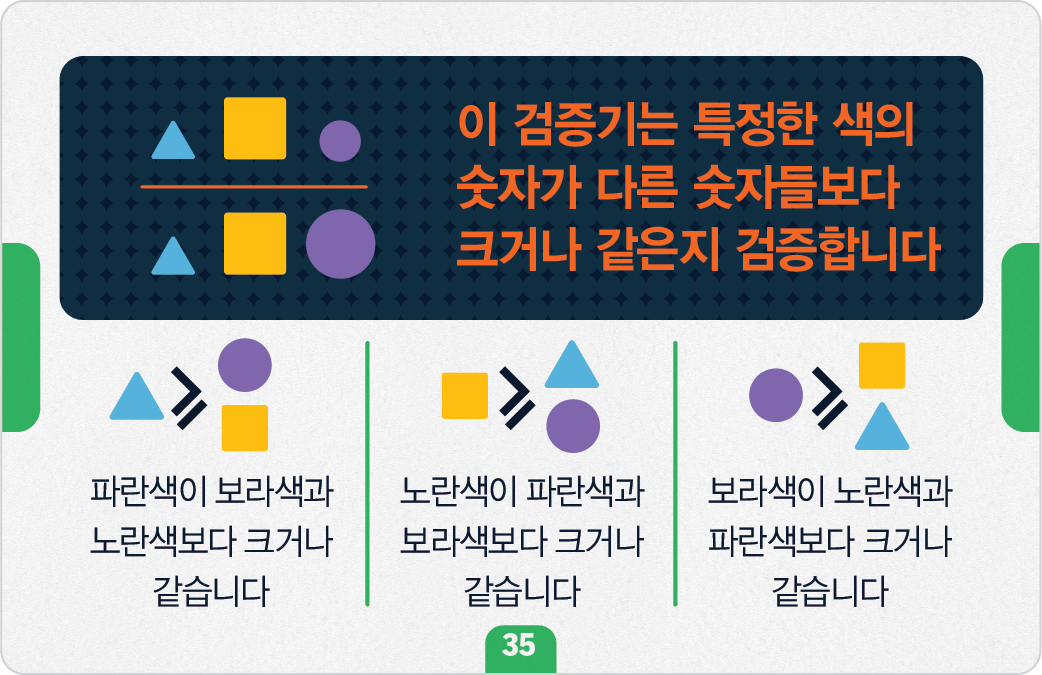 이 검증기는 특정한 색의
숫자가 다른 숫자들보다
크거나 같은지 검증합니다
파란색이 보라색과
노란색보다 크거나
같습니다
노란색이 파란색과
보라색보다 크거나
같습니다
보라색이 노란색과
파란색보다 크거나
같습니다
35